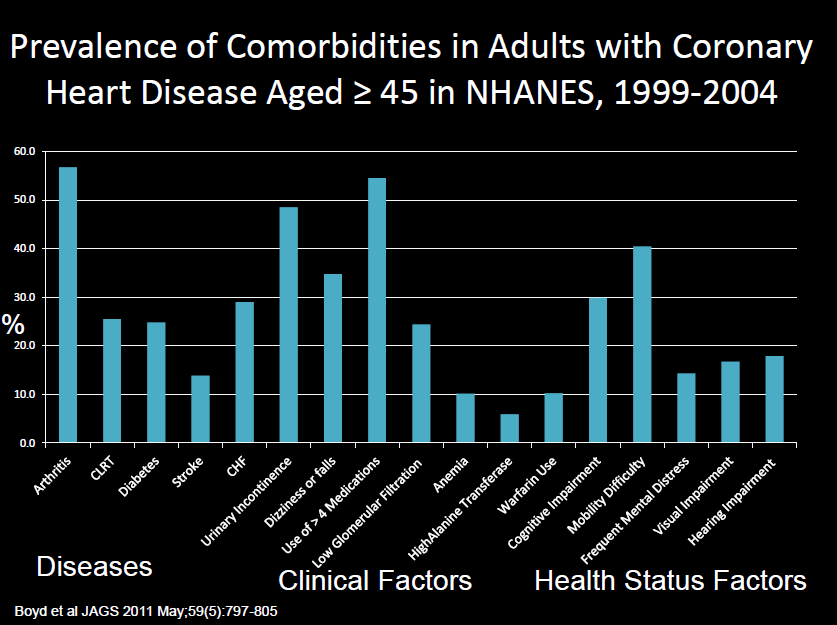 Prevalence of Comorbidities in Adults with Coronary
Heart Disease Aged ≥ 45 in NHANES, 1999-2004
60.0
50.0
40.0
30.0
%
20.0
10.0
0.0
Arthritis
CLRT
Diabetes
Stroke
CHF
Urinary Incontinence
Dizziness or falls
Use of > 4 Medications
Low Glomerular Filtration
Anemia
HighAlanine Transferase
Warfarin Use
Cognitive Impairment
Mobility Difficulty
Frequent Mental Distress
Visual Impairment
Hearing Impairment
Diseases
Clinical Factors
Health Status Factors
Boyd et al JAGS 2011 May;59(5):797-805